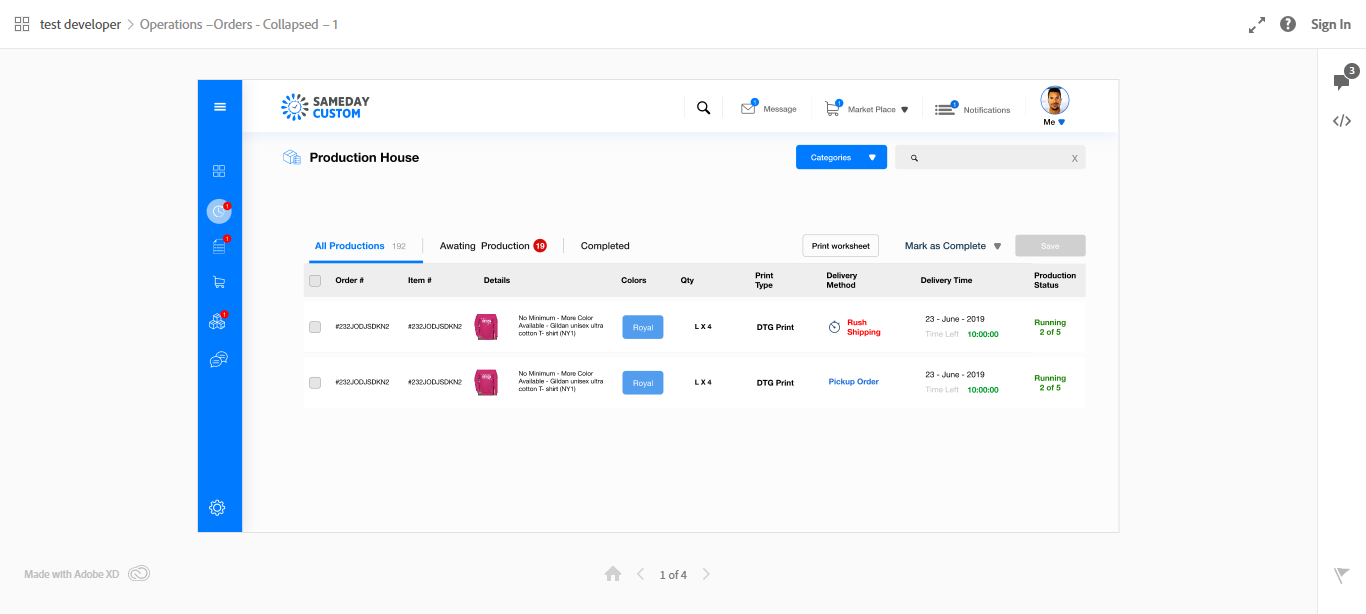 test developer > Operations –Orders - Collapsed – 1
Sign In
3
SAMEDAY
CUSTOM
1
Message
1
Market Place
1
Notifications
Me
Production House
Categories
X
1
1
1
All Productions 192
Awating Production 19
Completed
Print worksheet
Mark as Complete
Save
Order #
Item #
Details
Colors
Qty
Print
Type
Delivery
Method
Delivery Time
Production
Status
#232JODJSDKN2
#232JODJSDKN2
No Minimum - More Color
Available - Gildan unisex ultra
cotton T- shirt (NY1)
Royal
L X 4
DTG Print
Rush
Shipping
23 - June - 2019
Time Left 10:00:00
Running
2 of 5
#232JODJSDKN2
#232JODJSDKN2
No Minimum - More Color
Available - Gildan unisex ultra
cotton T- shirt (NY1)
Royal
L X 4
DTG Print
Pickup Order
23 - June - 2019
Time Left 10:00:00
Running
2 of 5
Made with Adobe XD
1 of 4